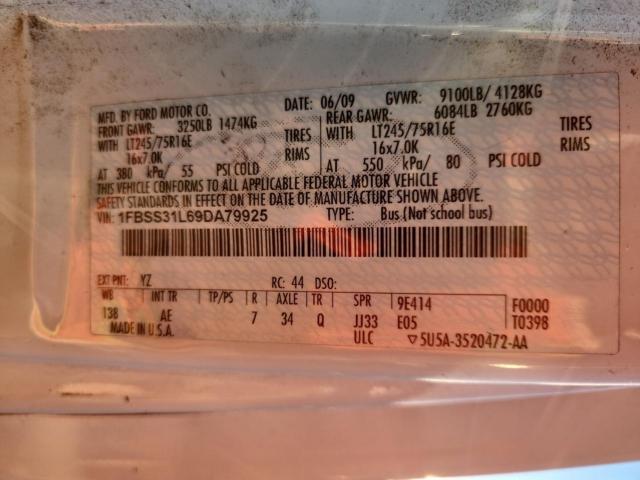 MFD. BY FORD MOTOR CO. DATE: 06/09 GVWR: 9100LB/ 4128KG
FRONT GAWR: 3250LB 1474KG REAR GAWR: 6084LB 2760KG
WITH LT245/75R16E TIRES WITH LT245/75R16E TIRES
16x7.0K RIMS 16x7.0K RIMS
AT 380 kPa/ 55 PSI COLD AT 550 kPa/ 80 PSI COLD
THIS VEHICLE CONFORMS TO ALL APPLICABLE FEDERAL MOTOR VEHICLE
SAFETY STANDARDS IN EFFECT ON THE DATE OF MANUFACTURE SHOWN ABOVE.
VIN: 1FBSS31L69DA79925 TYPE: Bus (Not school bus)
EXT PNT: YZ RC: 44 DSO:
WB INT TR TP/PS R AXLE TR SPR 9E414 F0000
138 AE 7 34 Q JJ33 E05 T0398
MADE IN U.S.A. ULC ▽5U5A-3520472-AA